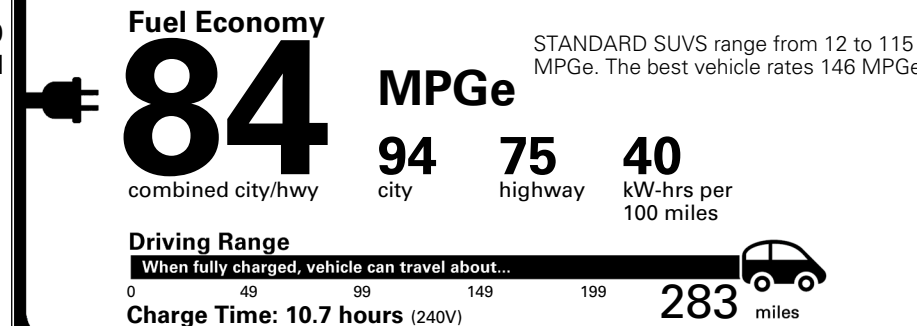 Fuel Economy
84
MPGe
combined city/hwy
STANDARD SUVS range from 12 to 115
MPGe. The best vehicle rates 146 MPGe
94
city
75
highway
40
kW-hrs per
100 miles
Driving Range
When fully charged, vehicle can travel about...
0 49 99 149 199 283 miles
Charge Time: 10.7 hours (240V)